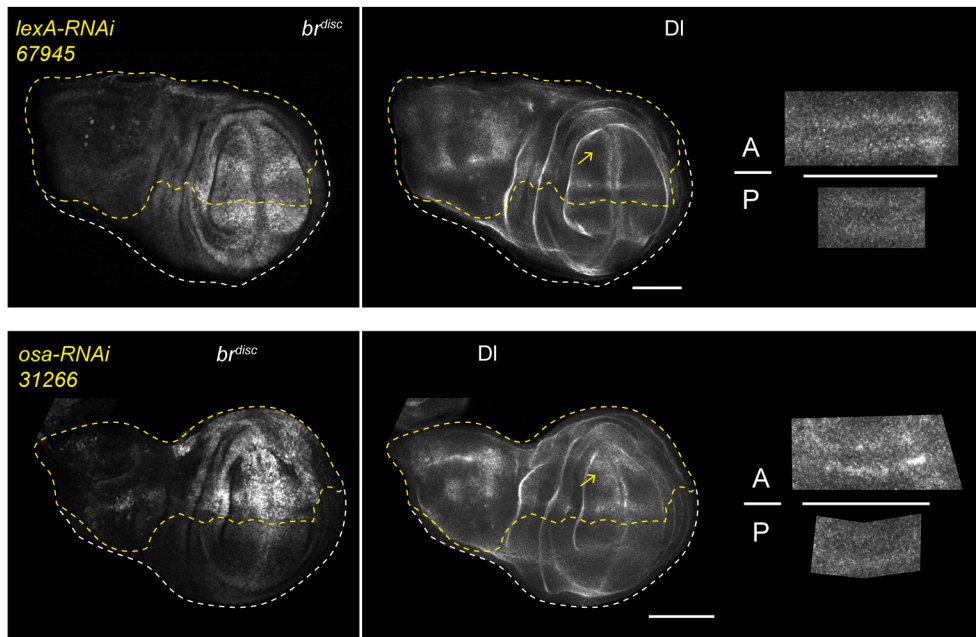 lexA-RNAi
67945
br^disc
Dl
A
P
osa-RNAi
31266
br^disc
Dl
A
P